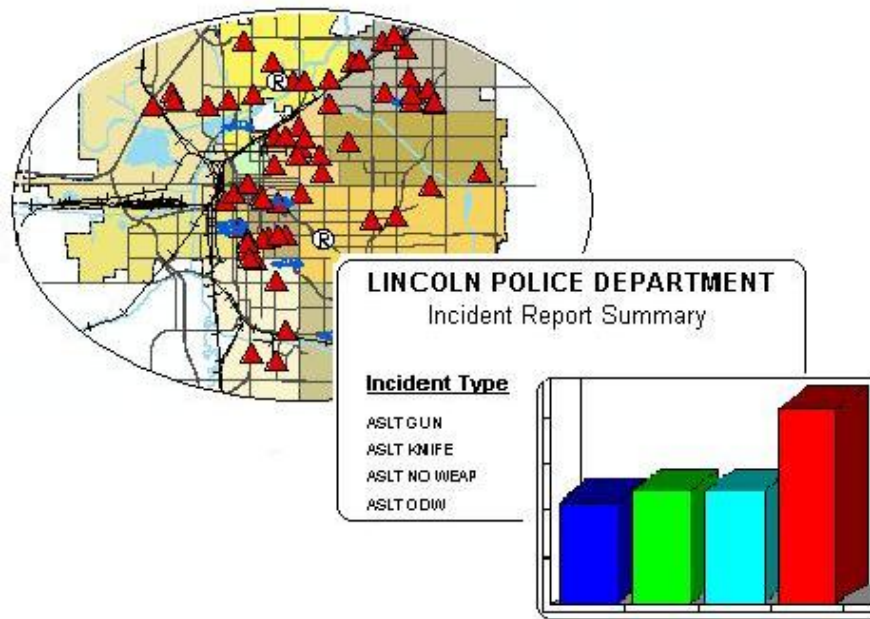 R
R
LINCOLN POLICE DEPARTMENT
Incident Report Summary
Incident Type
ASLT GUN
ASLT KNIFE
ASLT NO WEAP
ASLT ODW